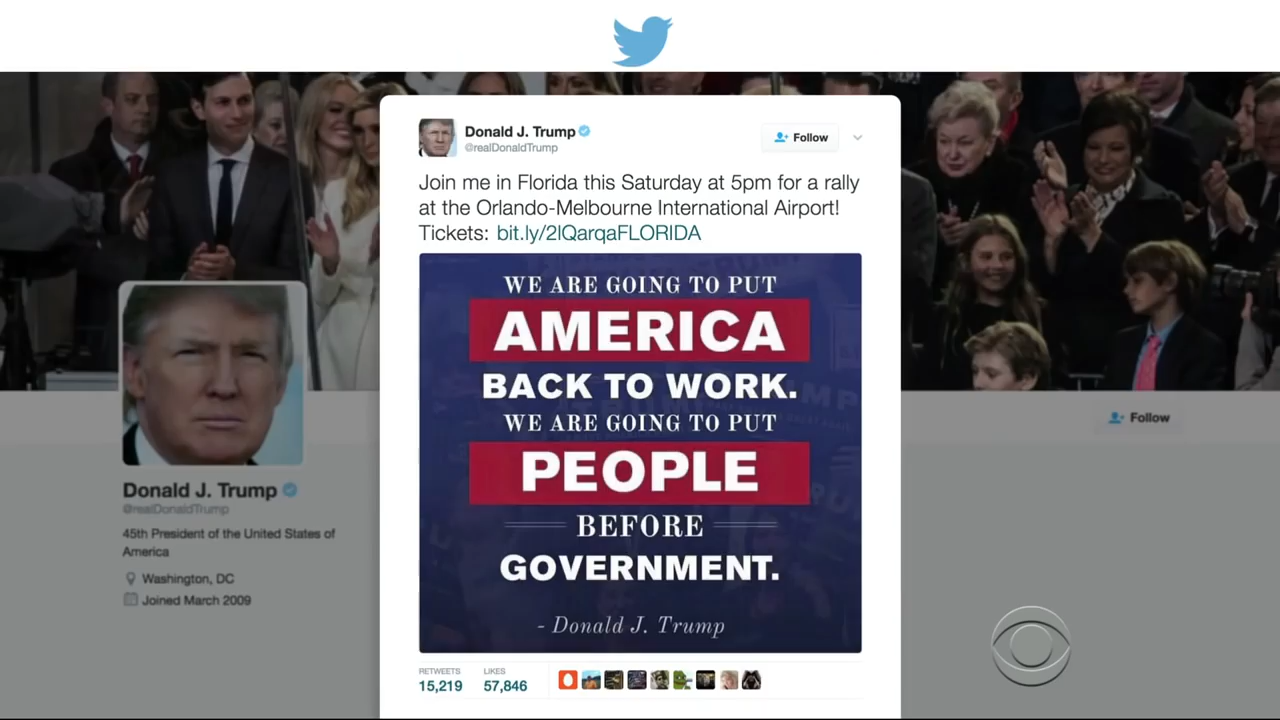 Donald J. Trump
@realDonaldTrump
Follow
Join me in Florida this Saturday at 5pm for a rally
at the Orlando-Melbourne International Airport!
Tickets: bit.ly/2lQarqaFLORIDA
WE ARE GOING TO PUT
AMERICA
BACK TO WORK.
WE ARE GOING TO PUT
PEOPLE
BEFORE
GOVERNMENT.
- Donald J. Trump
RETWEETS LIKES
15,219 57,846
Donald J. Trump
@realDonaldTrump
45th President of the United States of
America
Washington, DC
Joined March 2009
Follow